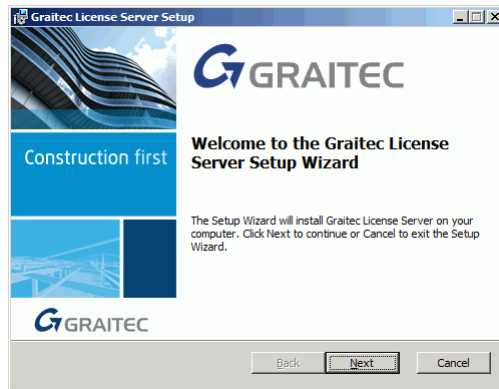 Graitec License Server Setup
GRAITEC
Construction first
Welcome to the Graitec License
Server Setup Wizard
The Setup Wizard will install Graitec License Server on your
computer. Click Next to continue or Cancel to exit the Setup
Wizard.
GRAITEC
Back
Next
Cancel